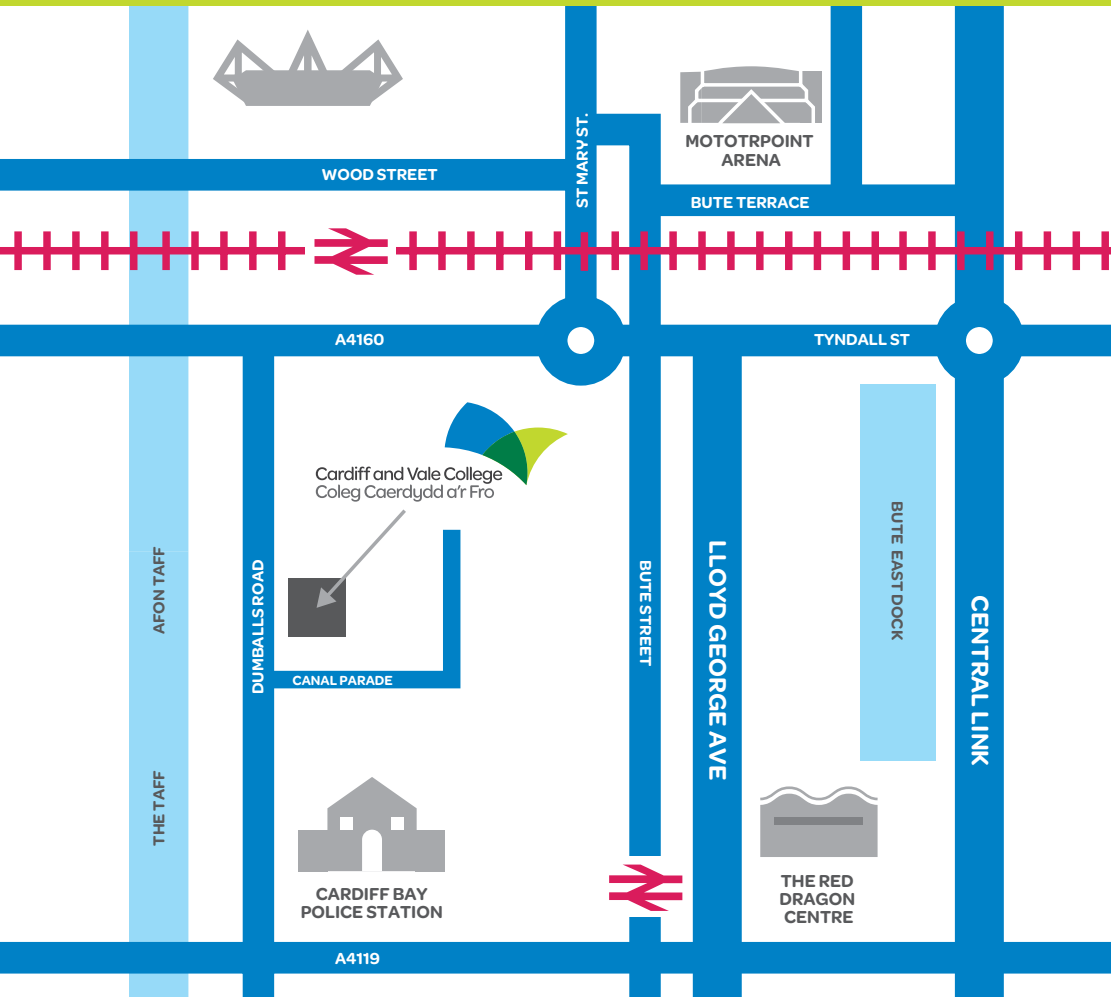 MOTOTRPOINT
ARENA
ST MARY ST.
WOOD STREET
BUTE TERRACE
A4160
TYNDALL ST
Cardiff and Vale College
Coleg Caerdydd a'r Fro
AFON TAFF
DUMBALLS ROAD
BUTE STREET
LLOYD GEORGE AVE
BUTE EAST DOCK
CENTRAL LINK
CANAL PARADE
THE TAFF
CARDIFF BAY
POLICE STATION
THE RED
DRAGON
CENTRE
A4119